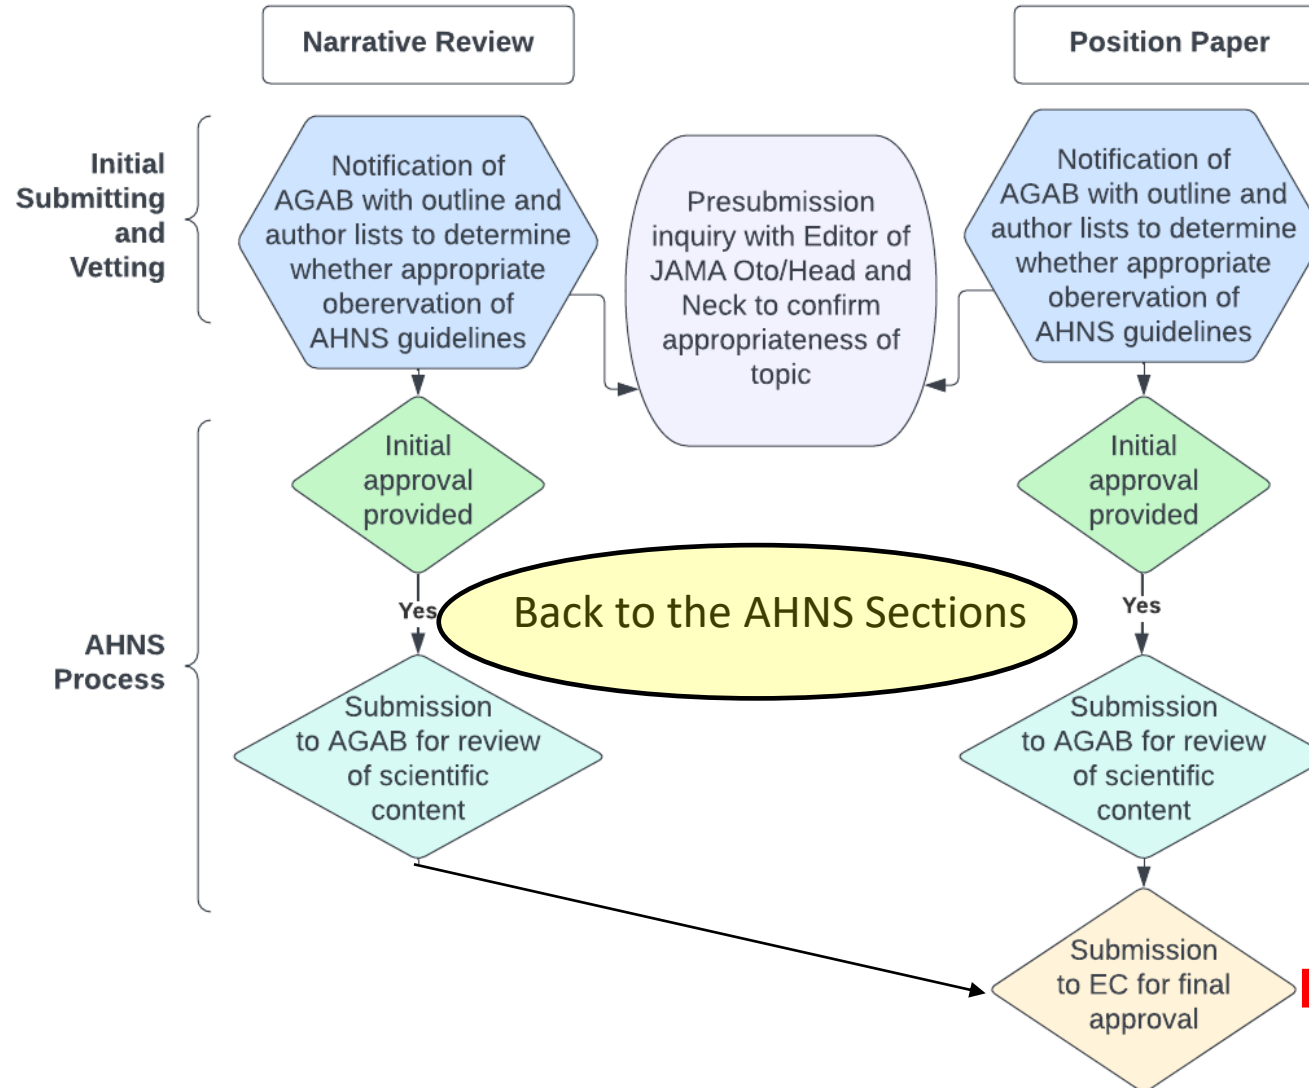 Narrative Review
Position Paper
Initial
Submitting
and
Vetting
Notification of
AGAB with outline and
author lists to determine
whether appropriate
oberervation of
AHNS guidelines
Presubmission
inquiry with Editor of
JAMA Oto/Head and
Neck to confirm
appropriateness of
topic
Notification of
AGAB with outline and
author lists to determine
whether appropriate
oberervation of
AHNS guidelines
Initial
approval
provided
Initial
approval
provided
Yes
Back to the AHNS Sections
Yes
AHNS
Process
Submission
to AGAB for review
of scientific
content
Submission
to AGAB for review
of scientific
content
Submission
to EC for final
approval